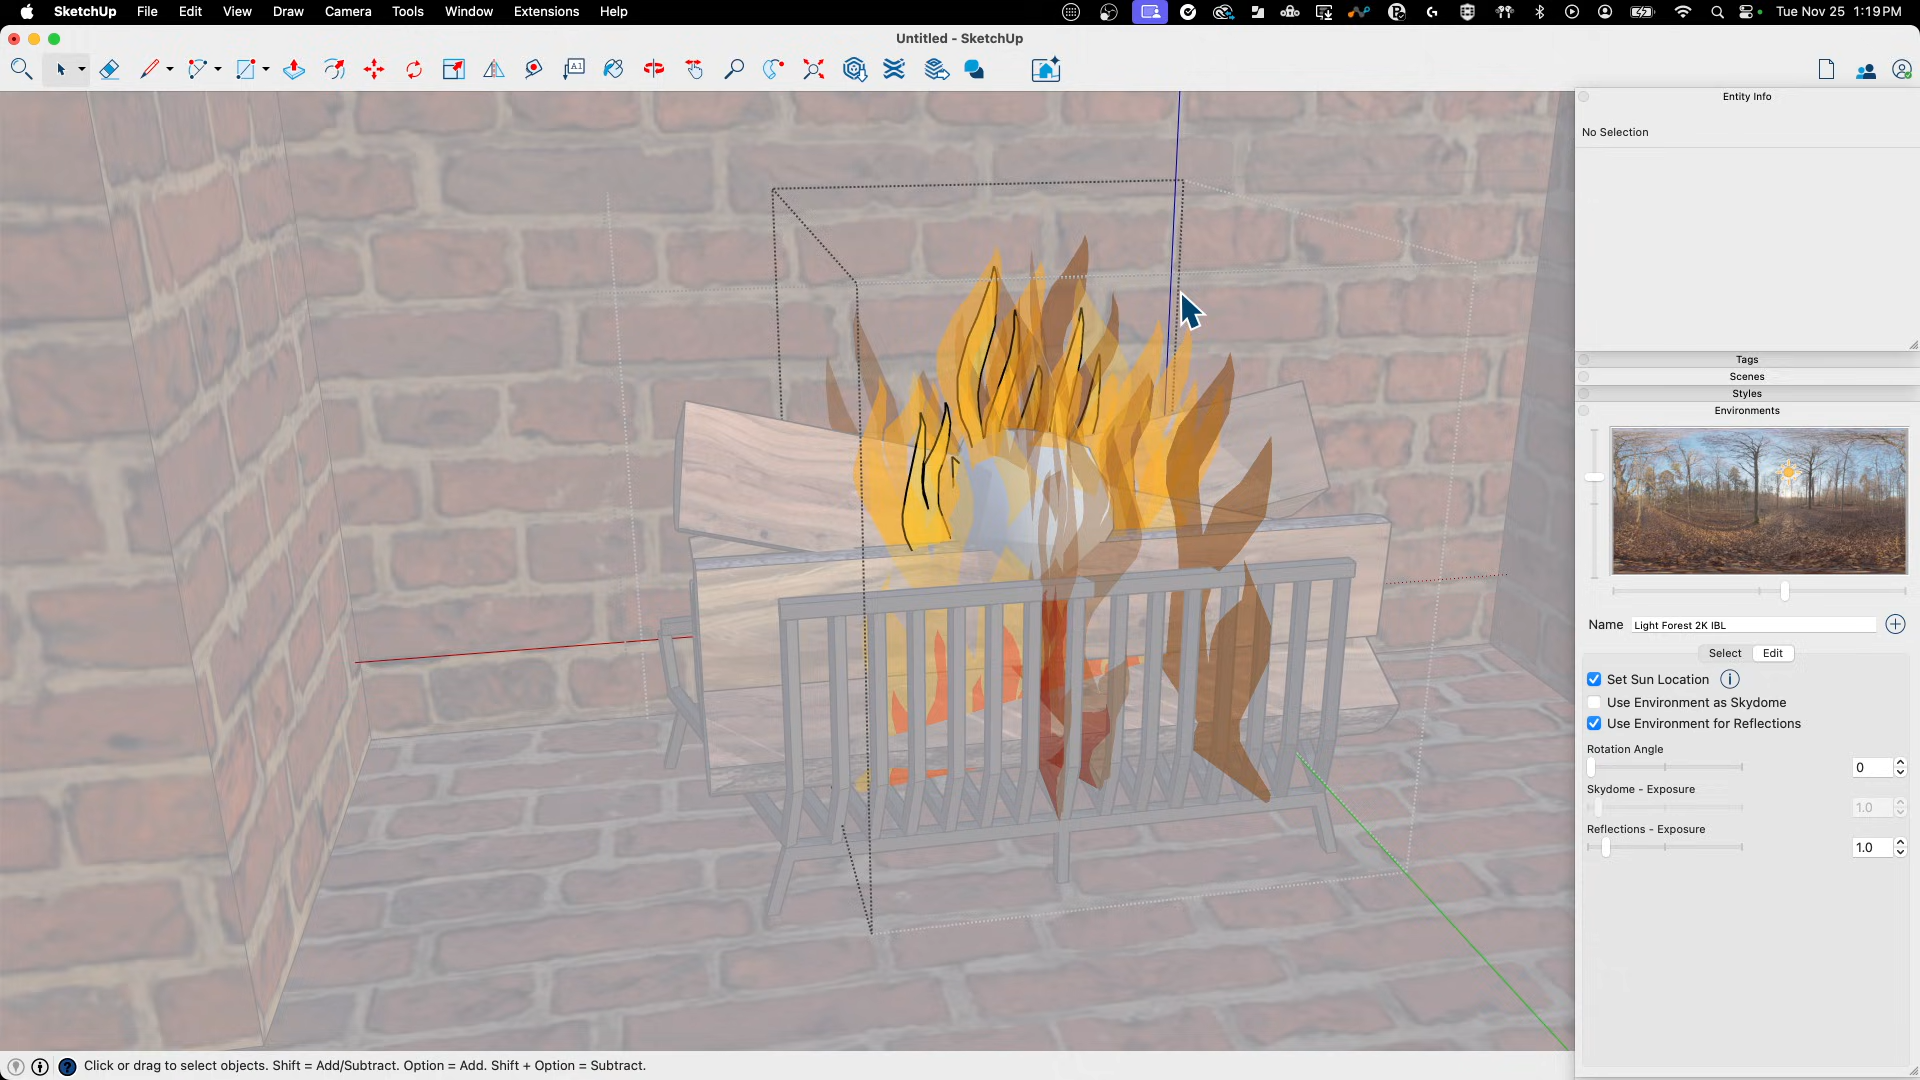 SketchUp File Edit View Draw Camera Tools Window Extensions Help Tue Nov 25 1:19 PM
Untitled - SketchUp
A1
Entity Info
No Selection
Tags
Scenes
Styles
Environments
Name Light Forest 2K IBL
Select Edit
Set Sun Location
Use Environment as Skydome
Use Environment for Reflections
Rotation Angle
0
Skydome - Exposure
1.0
Reflections - Exposure
1.0
Click or drag to select objects. Shift = Add/Subtract. Option = Add. Shift + Option = Subtract.